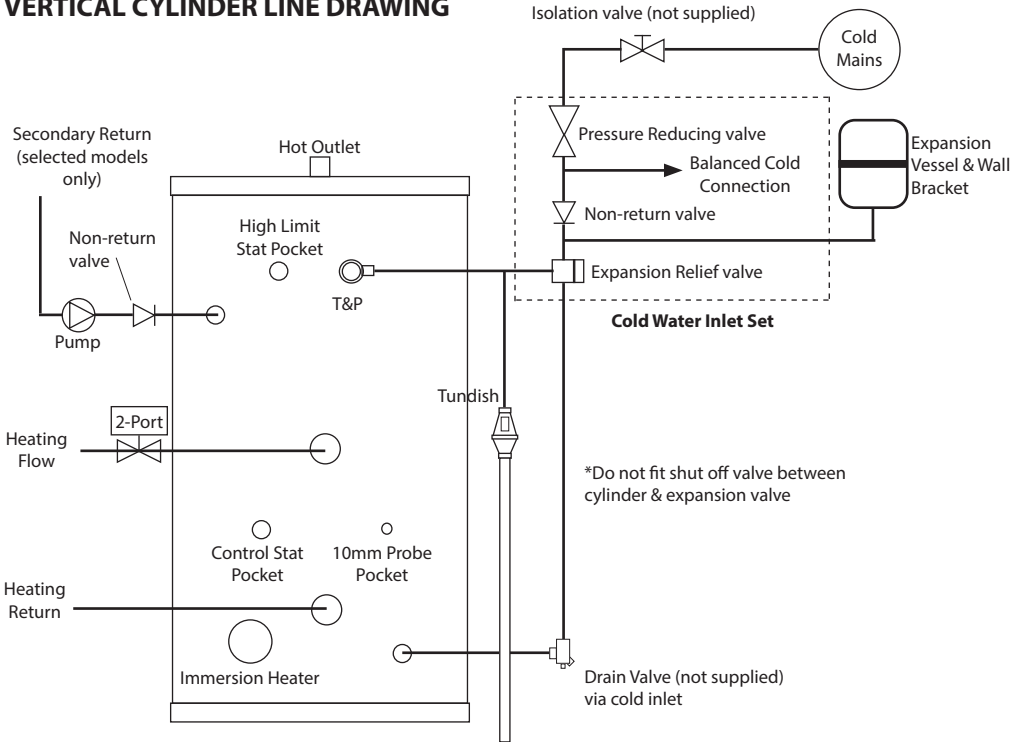 VERTICAL CYLINDER LINE DRAWING
Isolation valve (not supplied)
Cold
Mains
Secondary Return
(selected models
only)
Hot Outlet
Pressure Reducing valve
Balanced Cold
Connection
Expansion
Vessel & Wall
Bracket
Non-return
valve
High Limit
Stat Pocket
Non-return valve
T&P
Expansion Relief valve
Cold Water Inlet Set
Pump
Tundish
2-Port
Heating
Flow
*Do not fit shut off valve between
cylinder & expansion valve
Control Stat
Pocket
10mm Probe
Pocket
Heating
Return
Immersion Heater
Drain Valve (not supplied)
via cold inlet